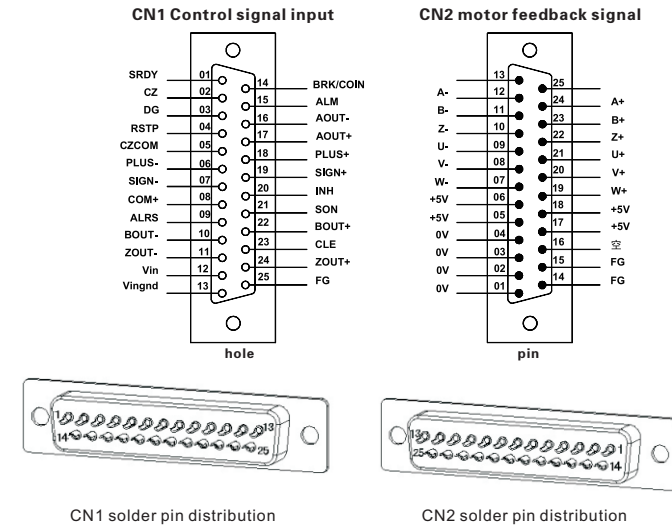 CN1 Control signal input
SRDY 01
CZ 02
DG 03
RSTP 04
CZCOM 05
PLUS- 06
SIGN- 07
COM+ 08
ALRS 09
BOUT- 10
ZOUT- 11
Vin 12
Vingnd 13
14 BRK/COIN
15 ALM
16 AOUT-
17 AOUT+
18 PLUS+
19 SIGN+
20 INH
21 SON
22 BOUT+
23 CLE
24 ZOUT+
25 FG
hole
CN2 motor feedback signal
13
A- 12
B- 11
Z- 10
U- 09
V- 08
W- 07
+5V 06
+5V 05
0V 04
0V 03
0V 02
0V 01
25
24 A+
23 B+
22 Z+
21 U+
20 V+
19 W+
18 +5V
17 +5V
16 空
15 FG
14 FG
pin
1 13
14 25
CN1 solder pin distribution
13 1
25 14
CN2 solder pin distribution